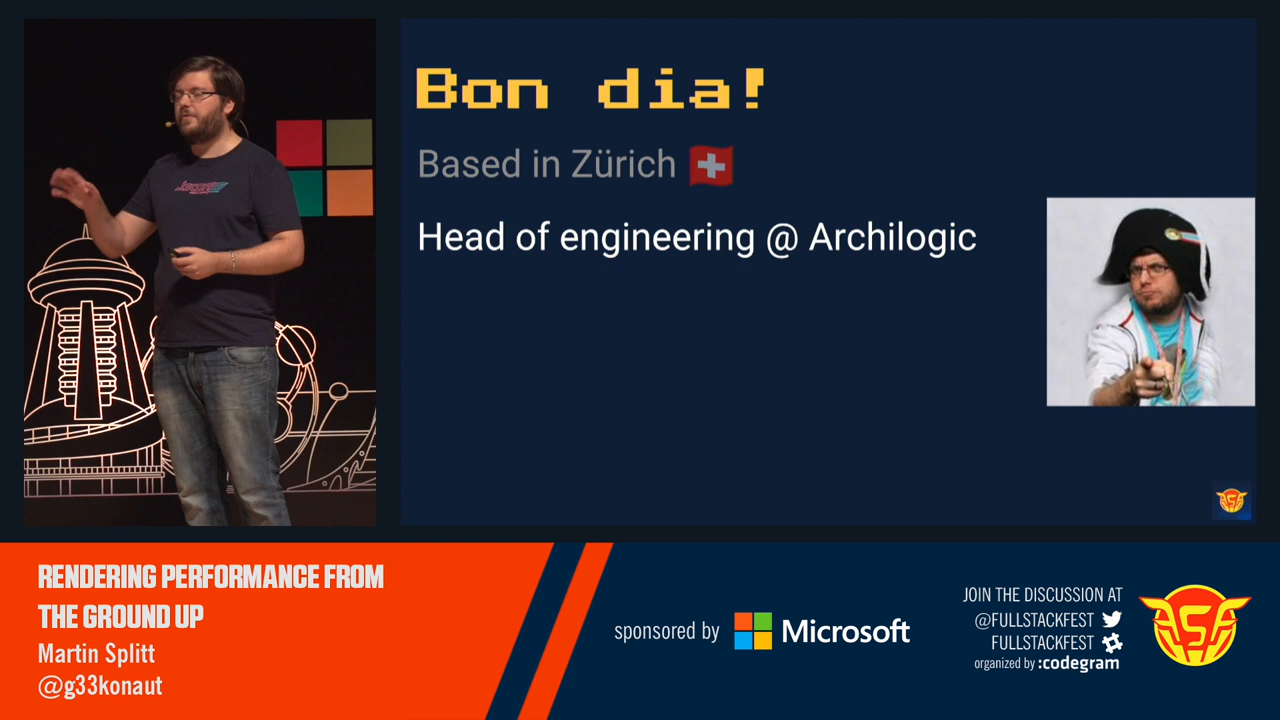 Bon dia!
Based in Zürich
Head of engineering @ Archilogic
RENDERING PERFORMANCE FROM
THE GROUND UP
Martin Splitt
@g33konaut
sponsored by Microsoft
JOIN THE DISCUSSION AT
@FULLSTACKFEST
FULLSTACKFEST
organized by :codegram